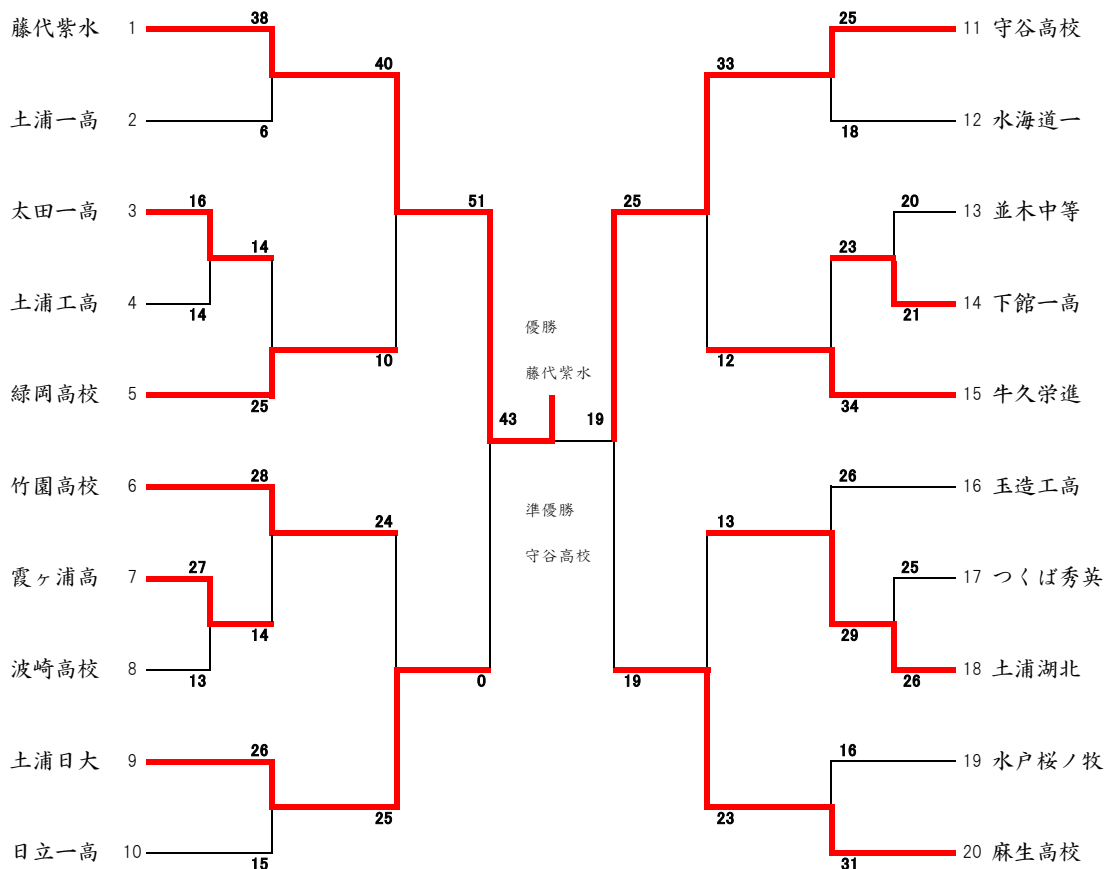 38
25
藤代紫水 1
11 守谷高校
40
33
土浦一高 2
12 水海道一
6
18
太田一高 3
16
51
25
20
13 並木中等
14
23
土浦工高 4
14 下館一高
14
21
優勝
10
12
藤代紫水
緑岡高校 5
15 牛久栄進
25
34
43
19
竹園高校 6
28
26
16 玉造工高
準優勝
24
13
守谷高校
霞ヶ浦高 7
27
25
17 つくば秀英
14
29
波崎高校 8
18 土浦湖北
13
0
19
26
土浦日大 9
26
16
19 水戸桜ノ牧
25
23
日立一高 10
20 麻生高校
15
31